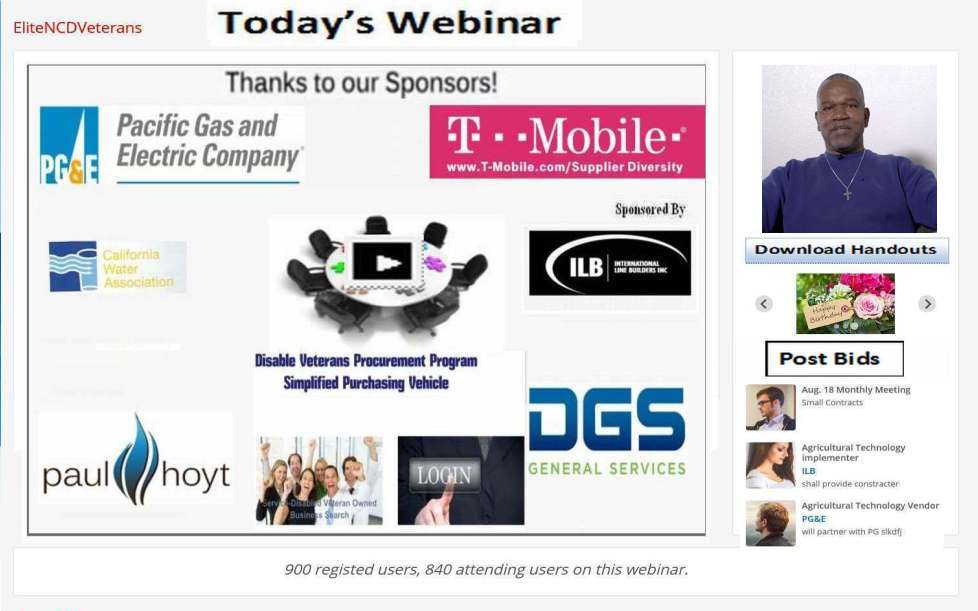 EliteNCDVeterans
Today's Webinar
Thanks to our Sponsors!
PG&E
Pacific Gas and
Electric Company®
T··Mobile·®
www.T-Mobile.com/Supplier Diversity
Sponsored By
California
Water
Association
ILB
INTERNATIONAL
LINE BUILDERS INC
Disable Veterans Procurement Program
Simplified Purchasing Vehicle
DGS
GENERAL SERVICES
paul hoyt
Service-Disabled Veteran Owned
Business Search
LOGIN
Download Handouts
Happy
Birthday
Post Bids
Aug. 18 Monthly Meeting
Small Contracts
Agricultural Technology
implementer
ILB
shall provide constracter
Agricultural Technology Vendor
PG&E
will partner with PG slkdfj
900 registed users, 840 attending users on this webinar.